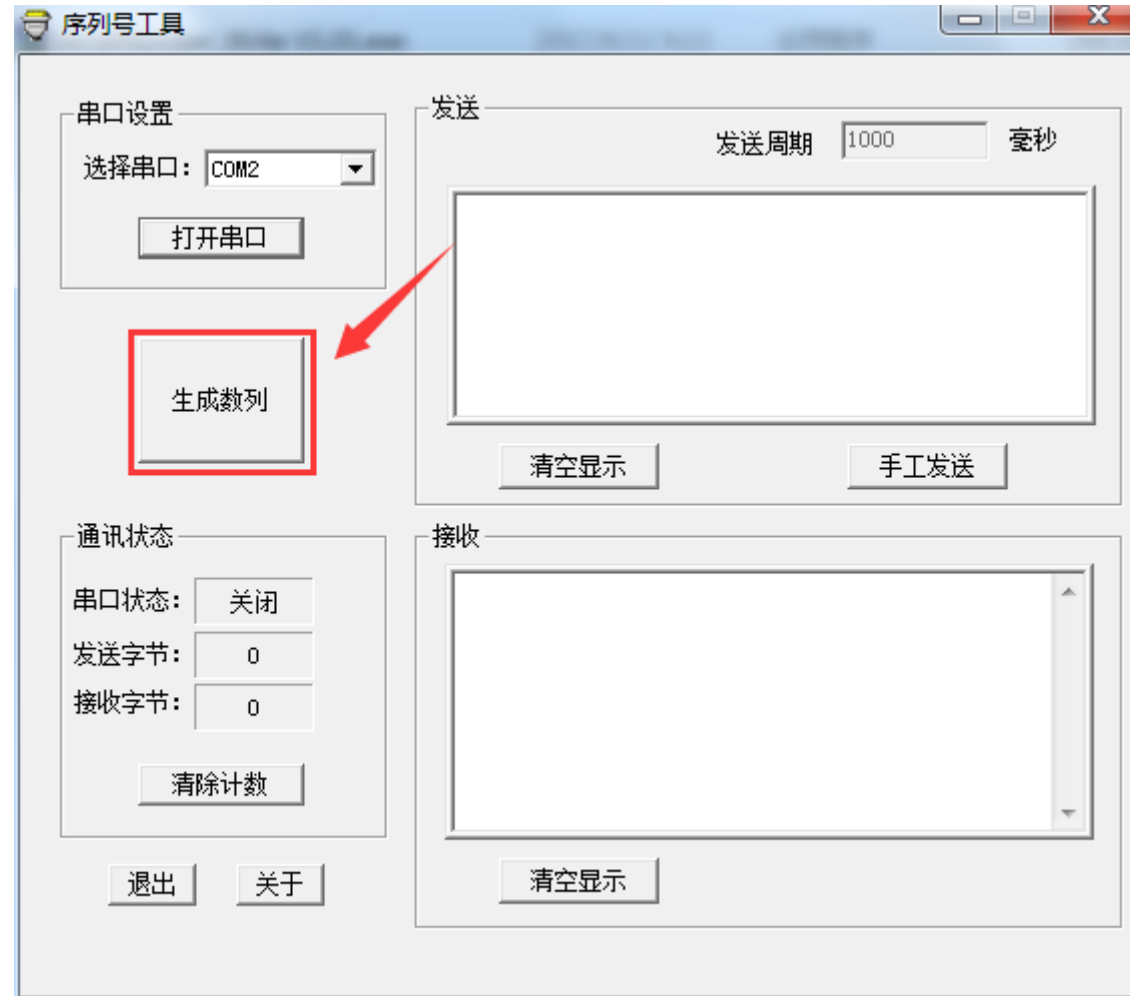 序列号工具
串口设置
选择串口： COM2
打开串口
生成数列
通讯状态
串口状态： 关闭
发送字节： 0
接收字节： 0
清除计数
退出 关于
发送
发送周期 1000 毫秒
清空显示 手工发送
接收
清空显示